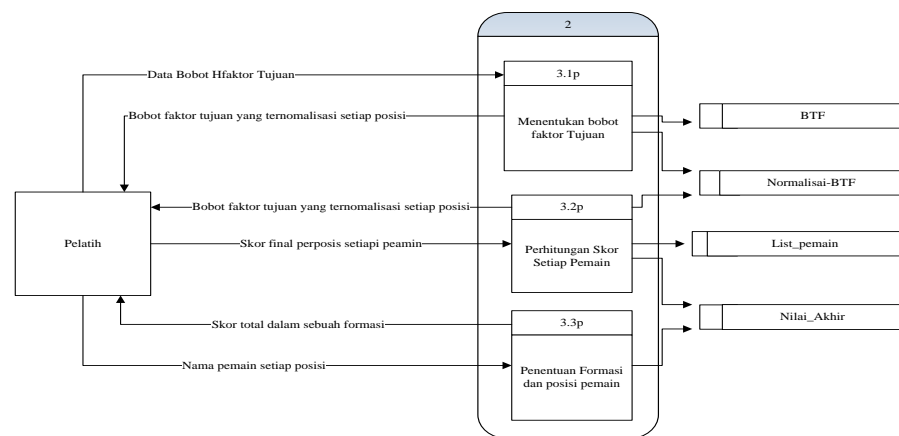 2
3.1p
Data Bobot Hfaktor Tujuan
Bobot faktor tujuan yang ternomalisasi setiap posisi
Menentukan bobot
faktor Tujuan
BTF
Normalisai-BTF
Pelatih
Bobot faktor tujuan yang ternomalisasi setiap posisi
3.2p
Skor final perposis setiapi peamin
Perhitungan Skor
Setiap Pemain
List_pemain
Nilai_Akhir
Skor total dalam sebuah formasi
3.3p
Nama pemain setiap posisi
Penentuan Formasi
dan posisi pemain